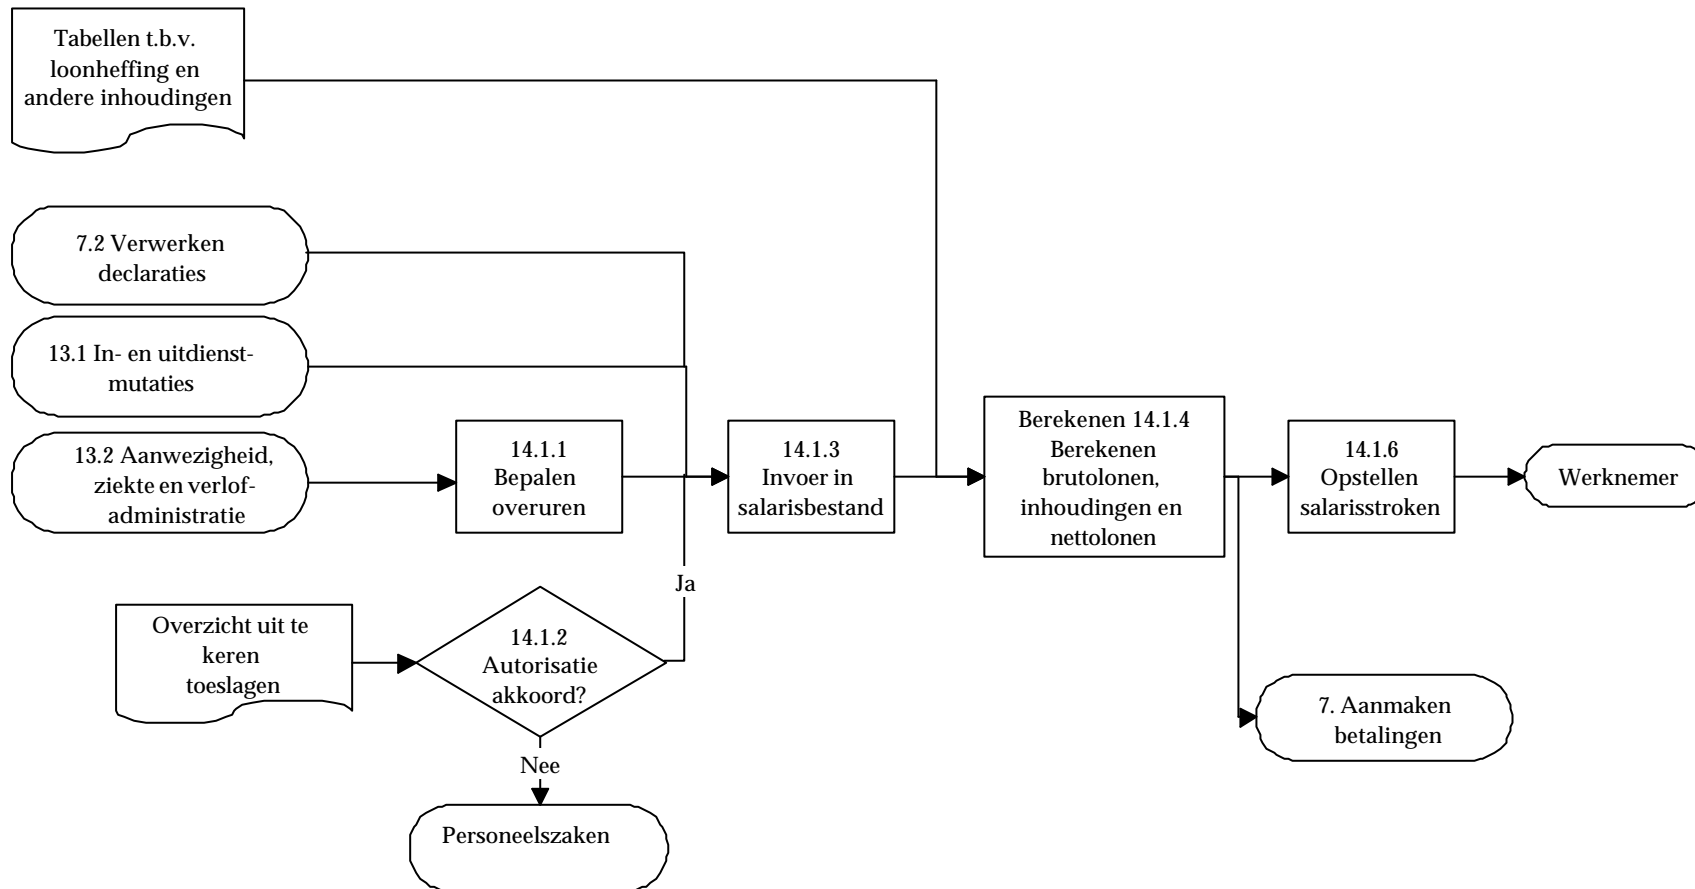 Tabellen t.b.v.
loonheffing en
andere inhoudingen
7.2 Verwerken
declaraties
13.1 In- en uitdienst-
mutaties
13.2 Aanwezigheid,
ziekte en verlof-
administratie
14.1.1
Bepalen
overuren
14.1.3
Invoer in
salarisbestand
Berekenen 14.1.4
Berekenen
brutolonen,
inhoudingen en
nettolonen
14.1.6
Opstellen
salarisstroken
Werknemer
Ja
Overzicht uit te
keren
toeslagen
14.1.2
Autorisatie
akkoord?
7. Aanmaken
betalingen
Nee
Personeelszaken